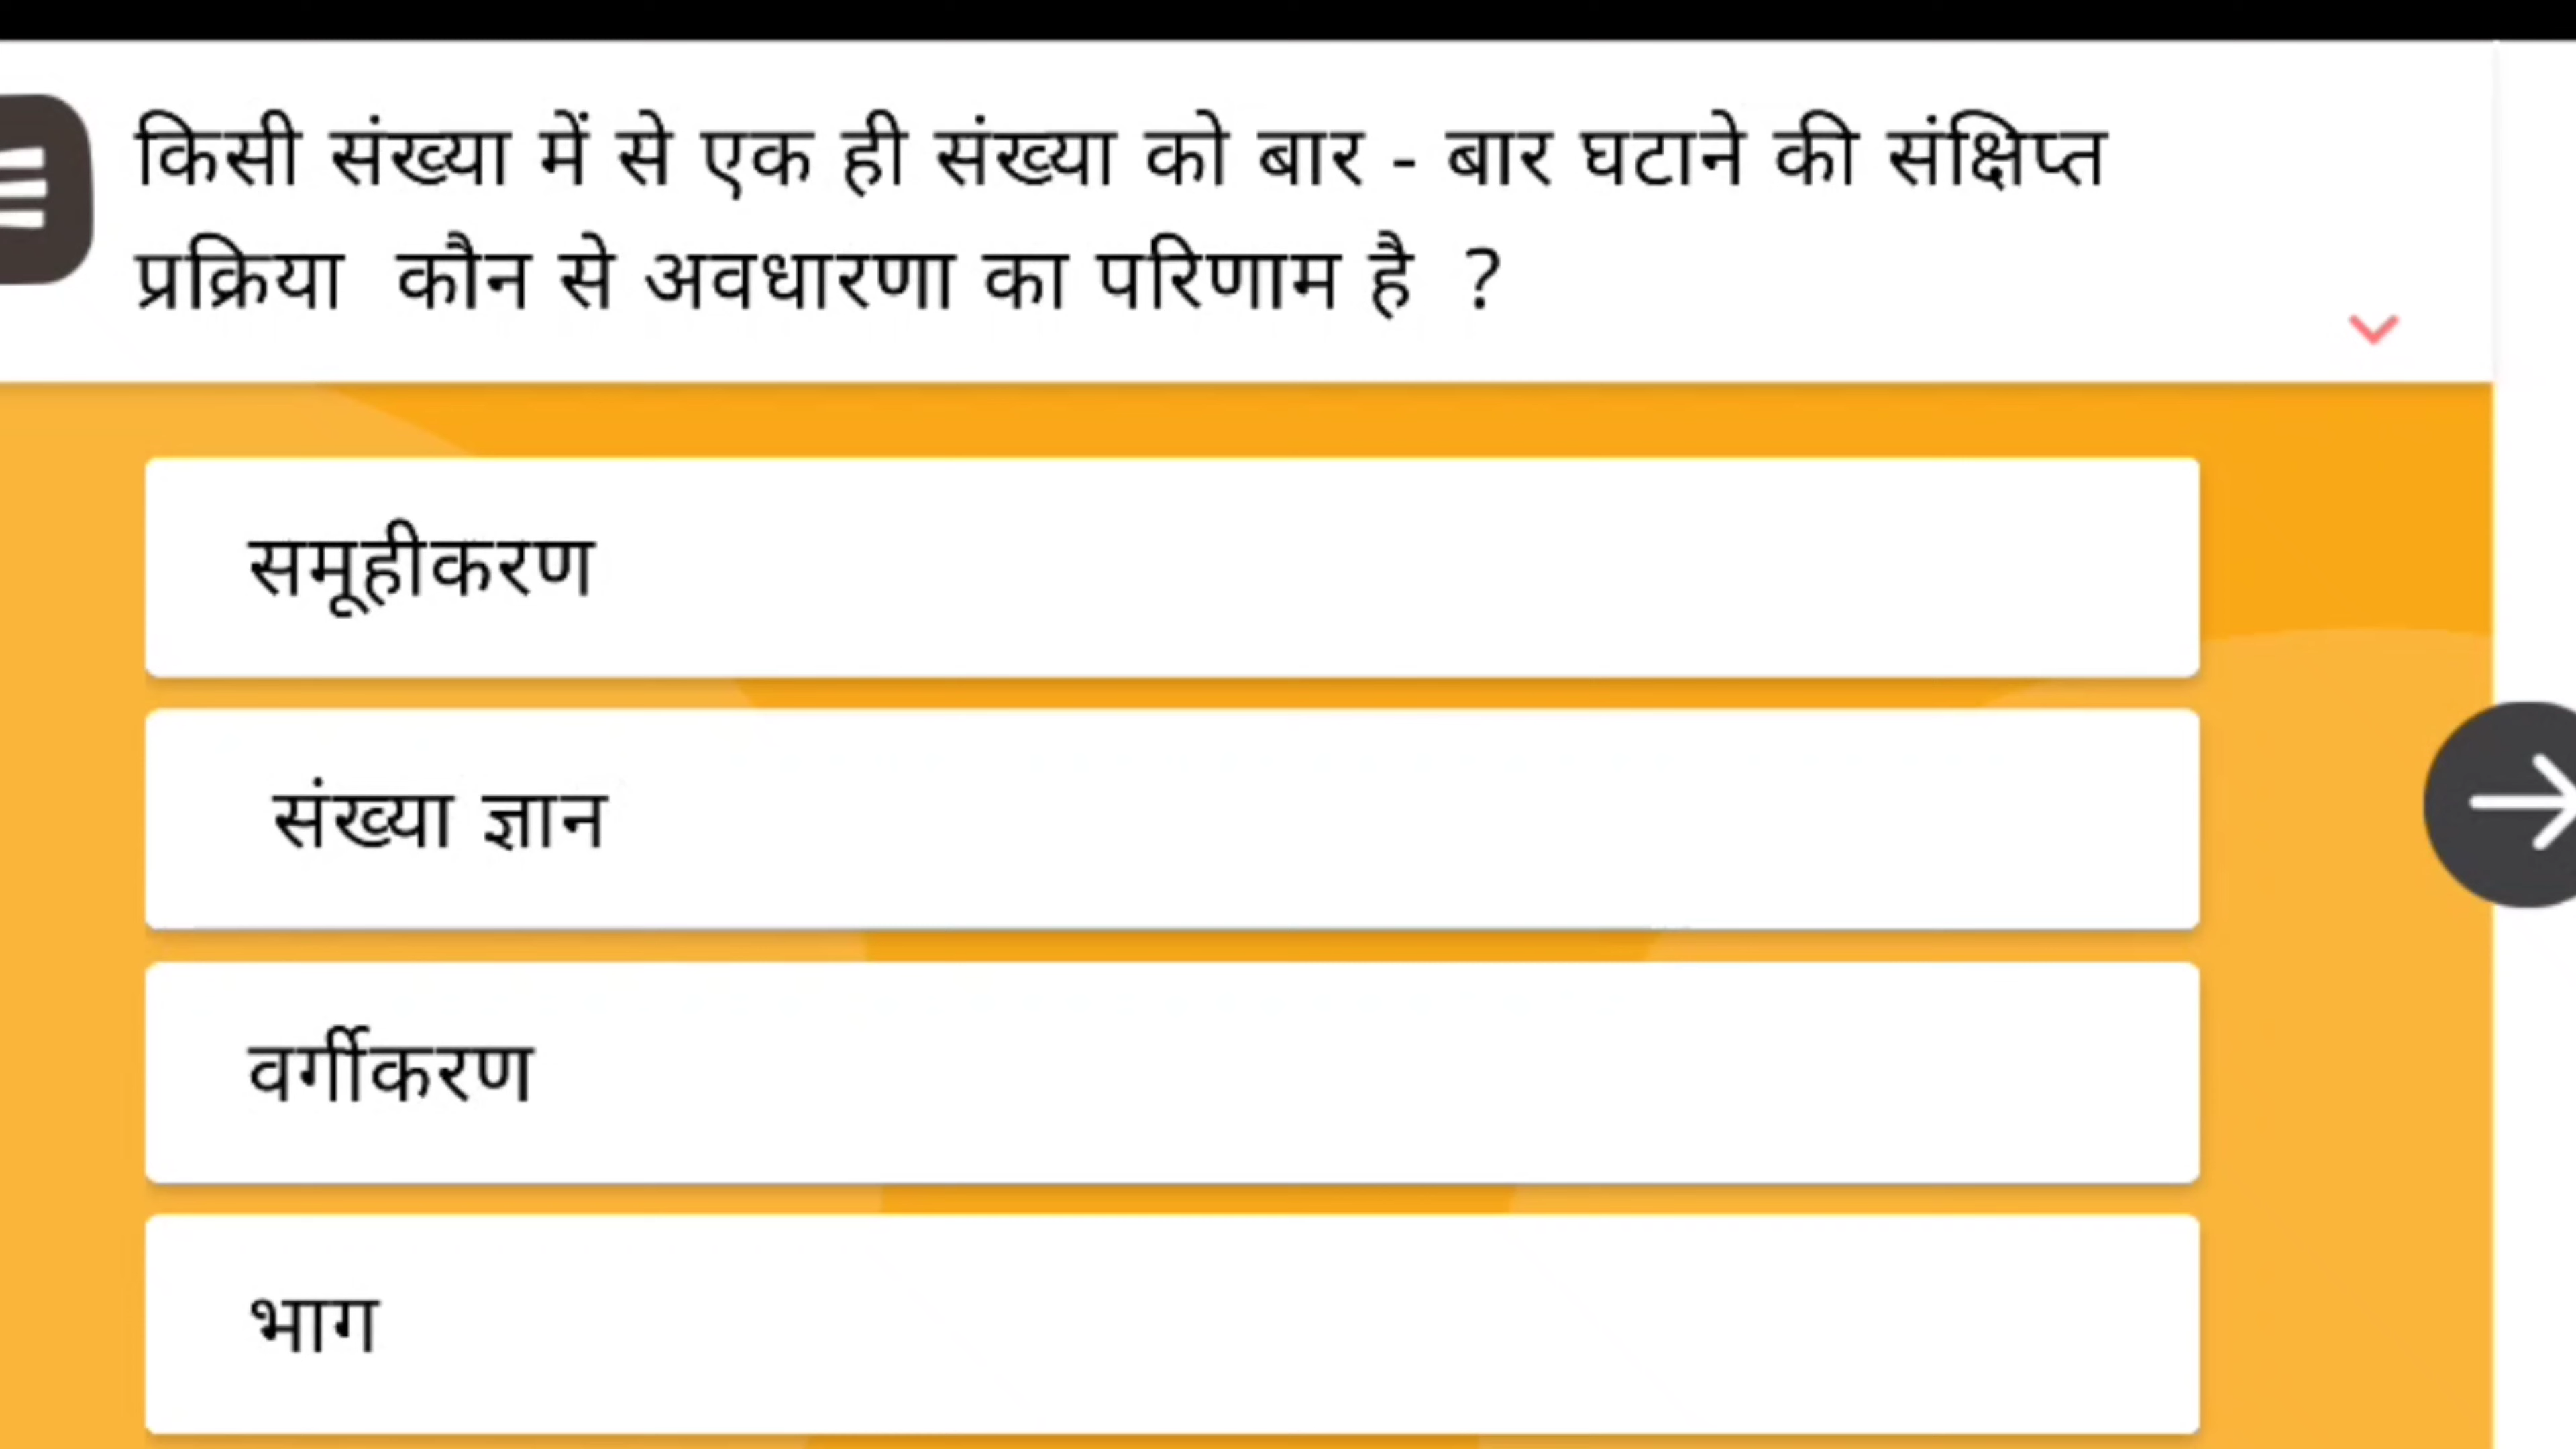 किसी संख्या में से एक ही संख्या को बार - बार घटाने की संक्षिप्त
प्रक्रिया कौन से अवधारणा का परिणाम है ?
समूहीकरण
संख्या ज्ञान
वर्गीकरण
भाग